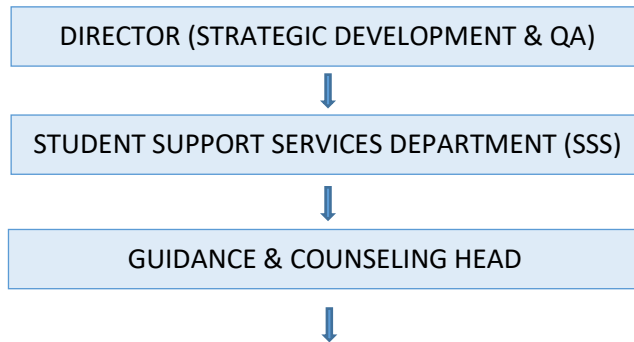 DIRECTOR (STRATEGIC DEVELOPMENT & QA)
STUDENT SUPPORT SERVICES DEPARTMENT (SSS)
GUIDANCE & COUNSELING HEAD